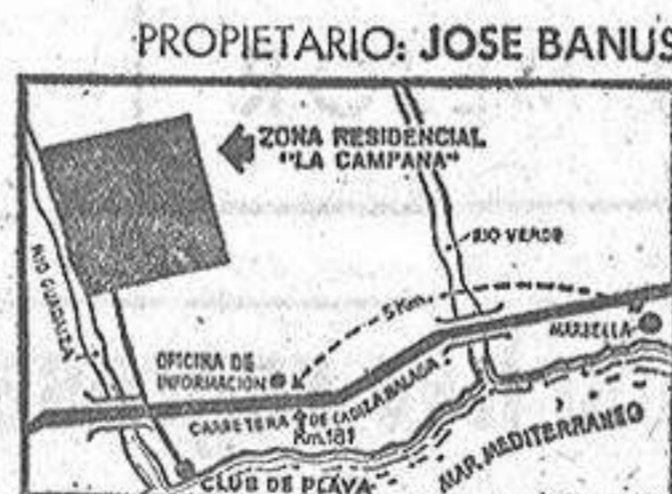 PROPIETARIO: JOSE BANUS
ZONA RESIDENCIAL
"LA CAMPANA"
RIO VERDE
RIO GUADAIZA
5 Km.
MARBELLA
OFICINA DE
INFORMACION
CARRETERA DE CADIZ A MALAGA
Km.181
MAR MEDITERRANEO
CLUB DE PLAYA